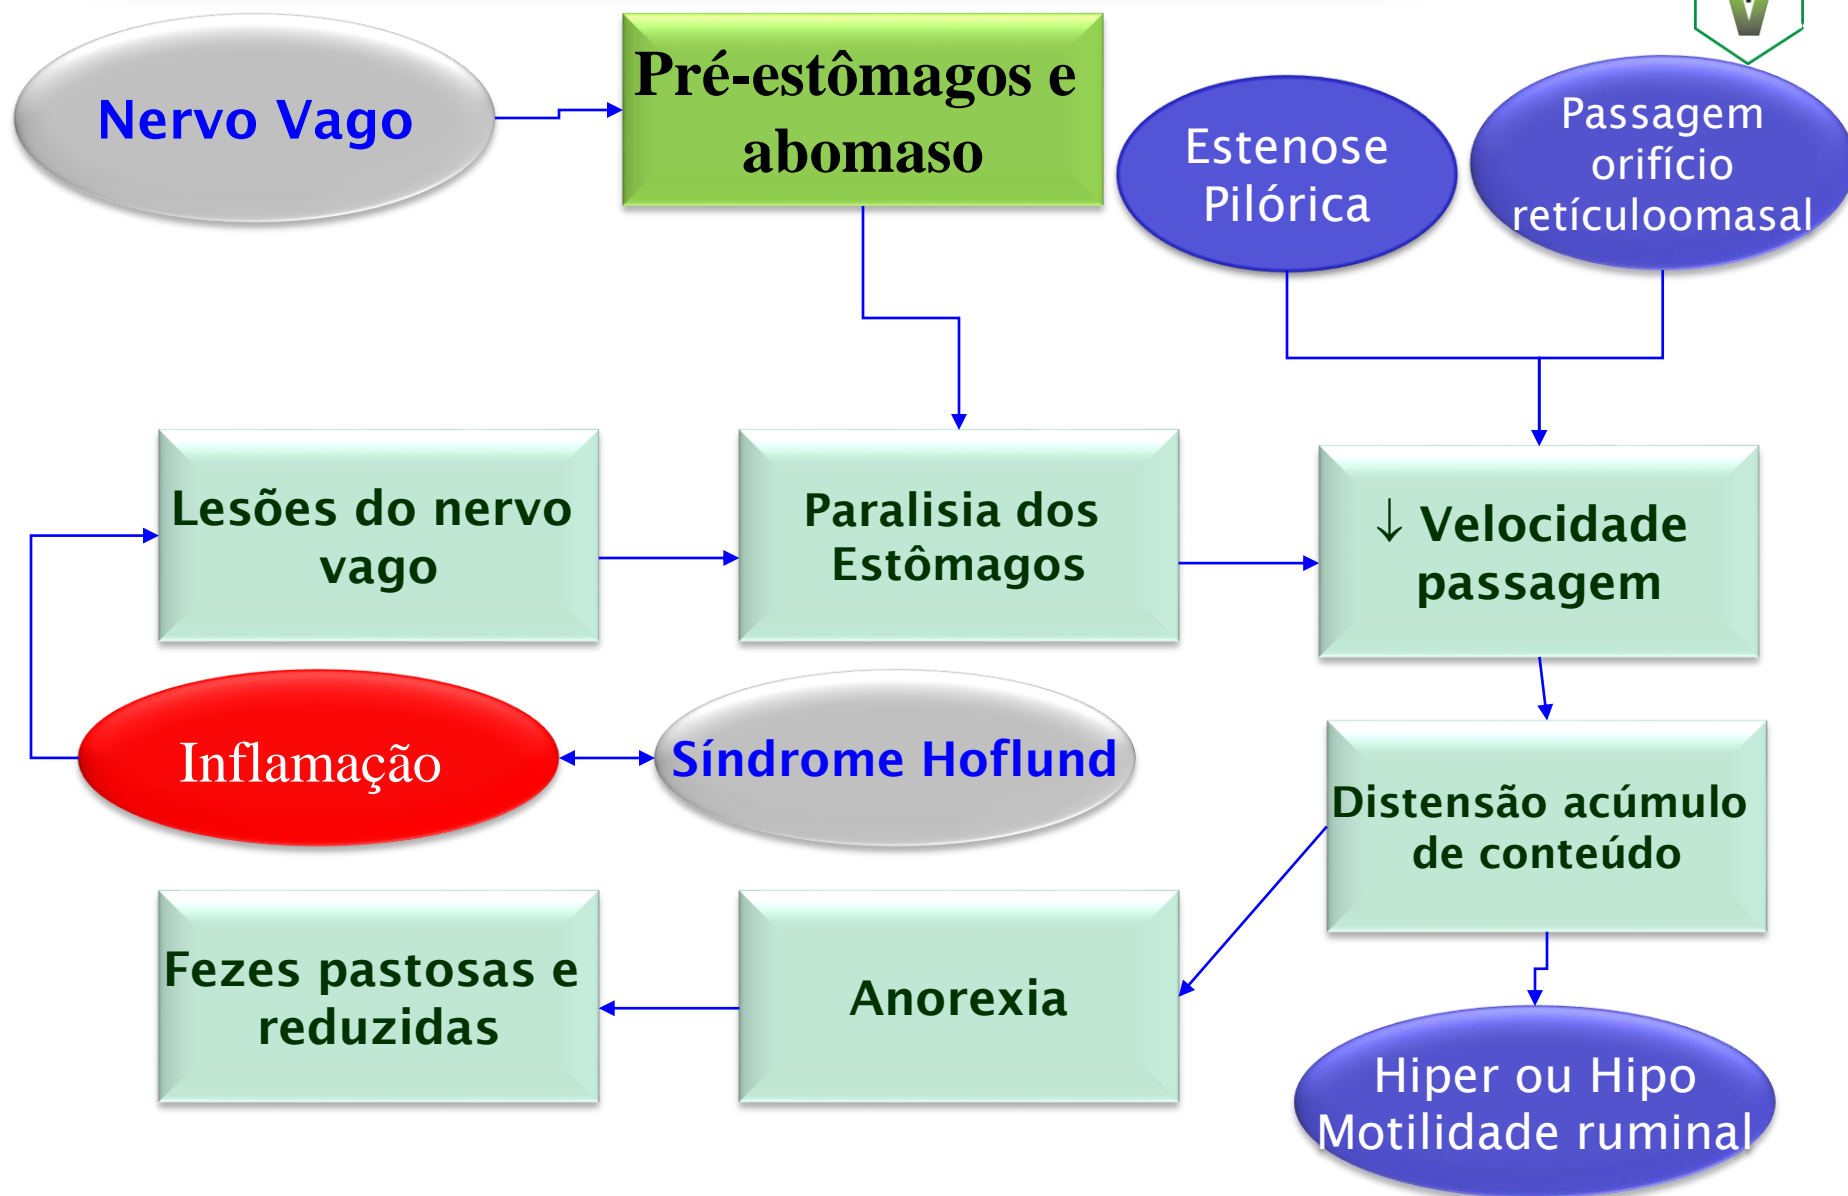 Nervo Vago
Pré-estômagos e
abomaso
Estenose
Pilórica
Passagem
orifício
retículoomasal
Lesões do nervo
vago
Paralisia dos
Estômagos
↓ Velocidade
passagem
Inflamação
Síndrome Hoflund
Distensão acúmulo
de conteúdo
Fezes pastosas e
reduzidas
Anorexia
Hiper ou Hipo
Motilidade ruminal